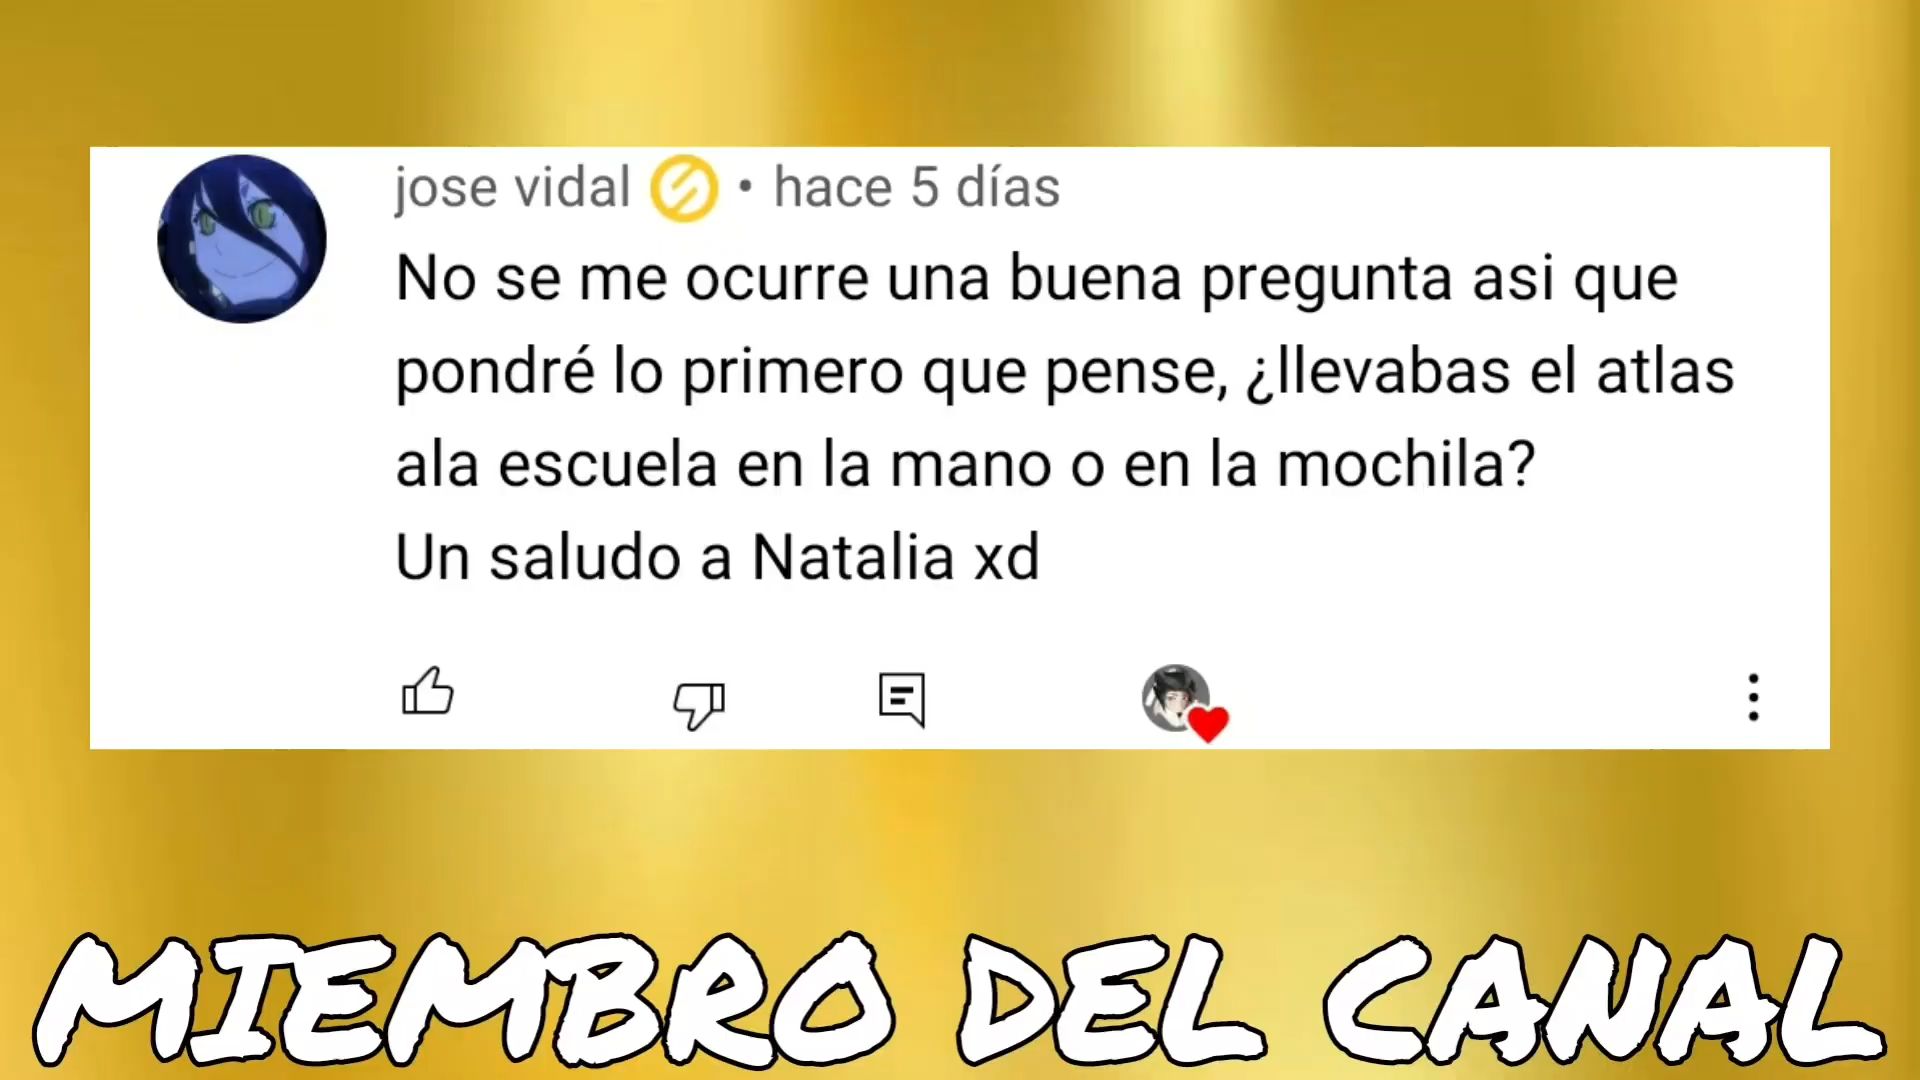 jose vidal • hace 5 días
No se me ocurre una buena pregunta asi que
pondré lo primero que pense, ¿llevabas el atlas
ala escuela en la mano o en la mochila?
Un saludo a Natalia xd
MIEMBRO DEL CANAL